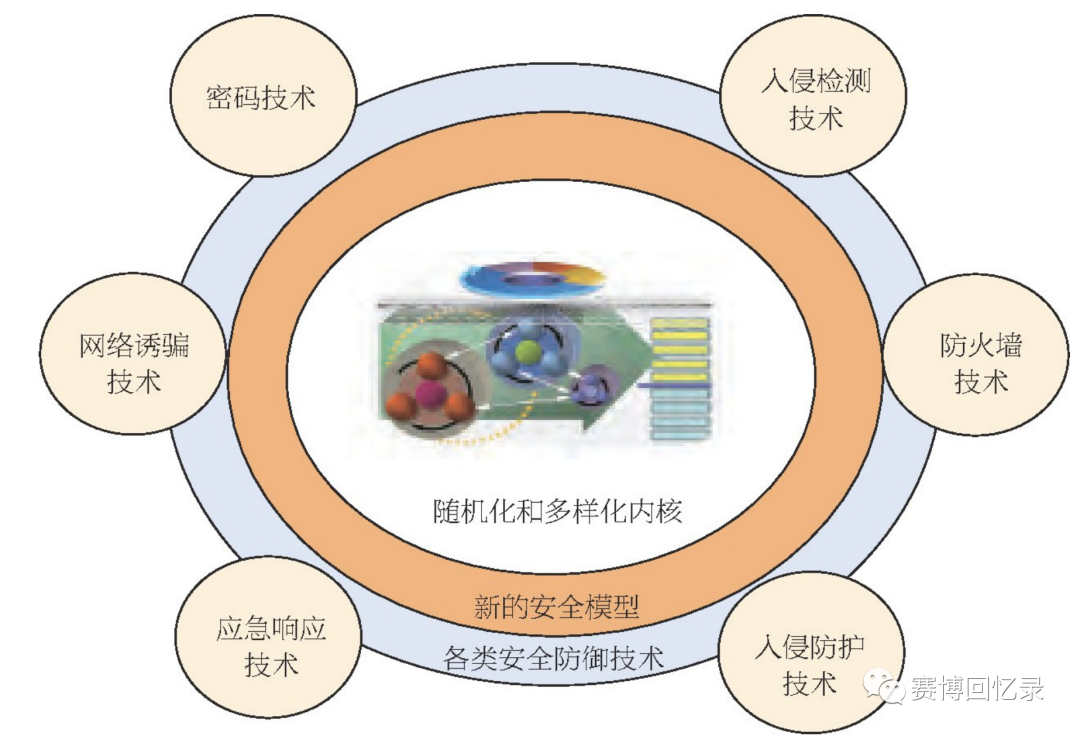 密码技术
入侵检测
技术
网络诱骗
技术
防火墙
技术
随机化和多样化内核
新的安全模型
各类安全防御技术
应急响应
技术
入侵防护
技术
赛博回忆录